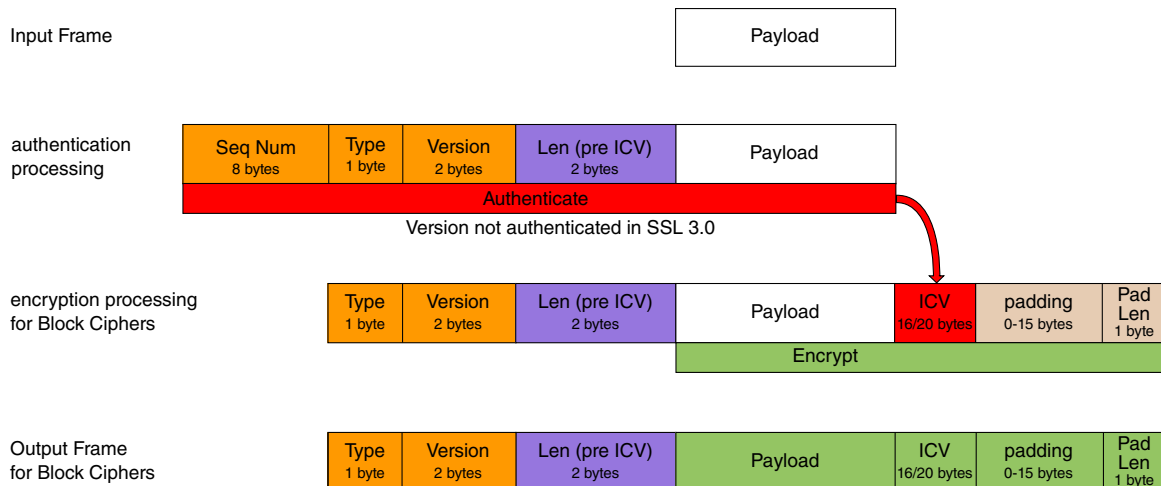 Input Frame
Payload
authentication
processing
Seq Num
8 bytes
Type
1 byte
Version
2 bytes
Len (pre ICV)
2 bytes
Payload
Authenticate
Version not authenticated in SSL 3.0
encryption processing
for Block Ciphers
Type
1 byte
Version
2 bytes
Len (pre ICV)
2 bytes
Payload
ICV
16/20 bytes
padding
0-15 bytes
Pad
Len
1 byte
Encrypt
Output Frame
for Block Ciphers
Type
1 byte
Version
2 bytes
Len (pre ICV)
2 bytes
Payload
ICV
16/20 bytes
padding
0-15 bytes
Pad
Len
1 byte